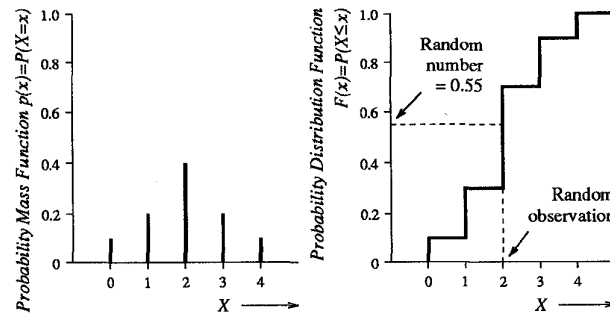 Probability Mass Function p(x)=P(X=x)
1.0
0.8
0.6
0.4
0.2
0
0 1 2 3 4
X
Probability Distribution Function
F(x)=P(X≤x)
1.0
0.8
0.6
0.4
0.2
0
Random
number
= 0.55
Random
observation
0 1 2 3 4
X